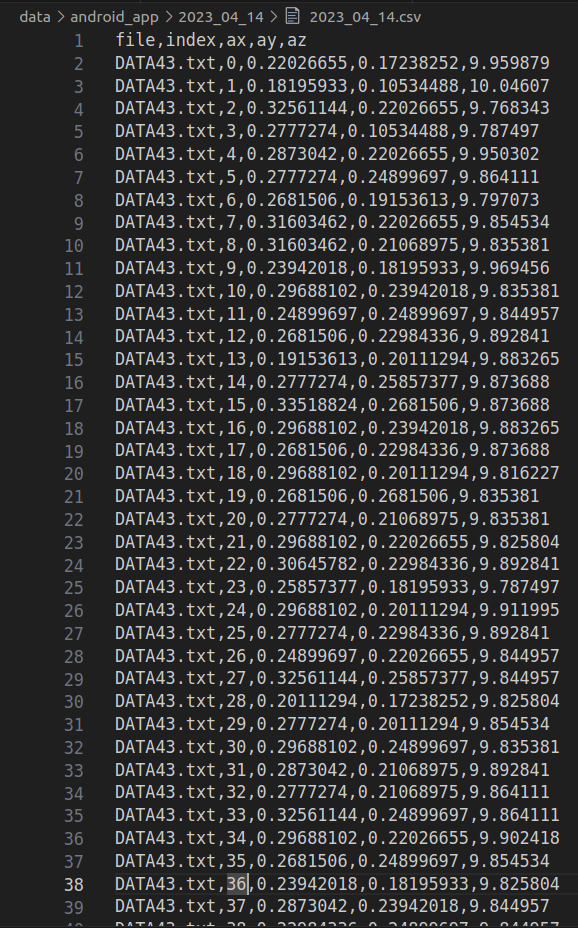 data > android_app > 2023_04_14 > 2023_04_14.csv
1 file,index,ax,ay,az
2 DATA43.txt,0,0.22026655,0.17238252,9.959879
3 DATA43.txt,1,0.18195933,0.10534488,10.04607
4 DATA43.txt,2,0.32561144,0.22026655,9.768343
5 DATA43.txt,3,0.2777274,0.10534488,9.787497
6 DATA43.txt,4,0.2873042,0.22026655,9.950302
7 DATA43.txt,5,0.2777274,0.24899697,9.864111
8 DATA43.txt,6,0.2681506,0.19153613,9.797073
9 DATA43.txt,7,0.31603462,0.22026655,9.854534
10 DATA43.txt,8,0.31603462,0.21068975,9.835381
11 DATA43.txt,9,0.23942018,0.18195933,9.969456
12 DATA43.txt,10,0.29688102,0.23942018,9.835381
13 DATA43.txt,11,0.24899697,0.24899697,9.844957
14 DATA43.txt,12,0.2681506,0.22984336,9.892841
15 DATA43.txt,13,0.19153613,0.20111294,9.883265
16 DATA43.txt,14,0.2777274,0.25857377,9.873688
17 DATA43.txt,15,0.33518824,0.2681506,9.873688
18 DATA43.txt,16,0.29688102,0.23942018,9.883265
19 DATA43.txt,17,0.2681506,0.22984336,9.873688
20 DATA43.txt,18,0.29688102,0.20111294,9.816227
21 DATA43.txt,19,0.2681506,0.2681506,9.835381
22 DATA43.txt,20,0.2777274,0.21068975,9.835381
23 DATA43.txt,21,0.29688102,0.22026655,9.825804
24 DATA43.txt,22,0.30645782,0.22984336,9.892841
25 DATA43.txt,23,0.25857377,0.18195933,9.787497
26 DATA43.txt,24,0.29688102,0.20111294,9.911995
27 DATA43.txt,25,0.2777274,0.22984336,9.892841
28 DATA43.txt,26,0.24899697,0.22026655,9.844957
29 DATA43.txt,27,0.32561144,0.25857377,9.844957
30 DATA43.txt,28,0.20111294,0.17238252,9.825804
31 DATA43.txt,29,0.2777274,0.20111294,9.854534
32 DATA43.txt,30,0.29688102,0.24899697,9.835381
33 DATA43.txt,31,0.2873042,0.21068975,9.892841
34 DATA43.txt,32,0.2777274,0.21068975,9.864111
35 DATA43.txt,33,0.32561144,0.24899697,9.864111
36 DATA43.txt,34,0.29688102,0.22026655,9.902418
37 DATA43.txt,35,0.2681506,0.24899697,9.854534
38 DATA43.txt,36,0.23942018,0.18195933,9.825804
39 DATA43.txt,37,0.2873042,0.23942018,9.844957